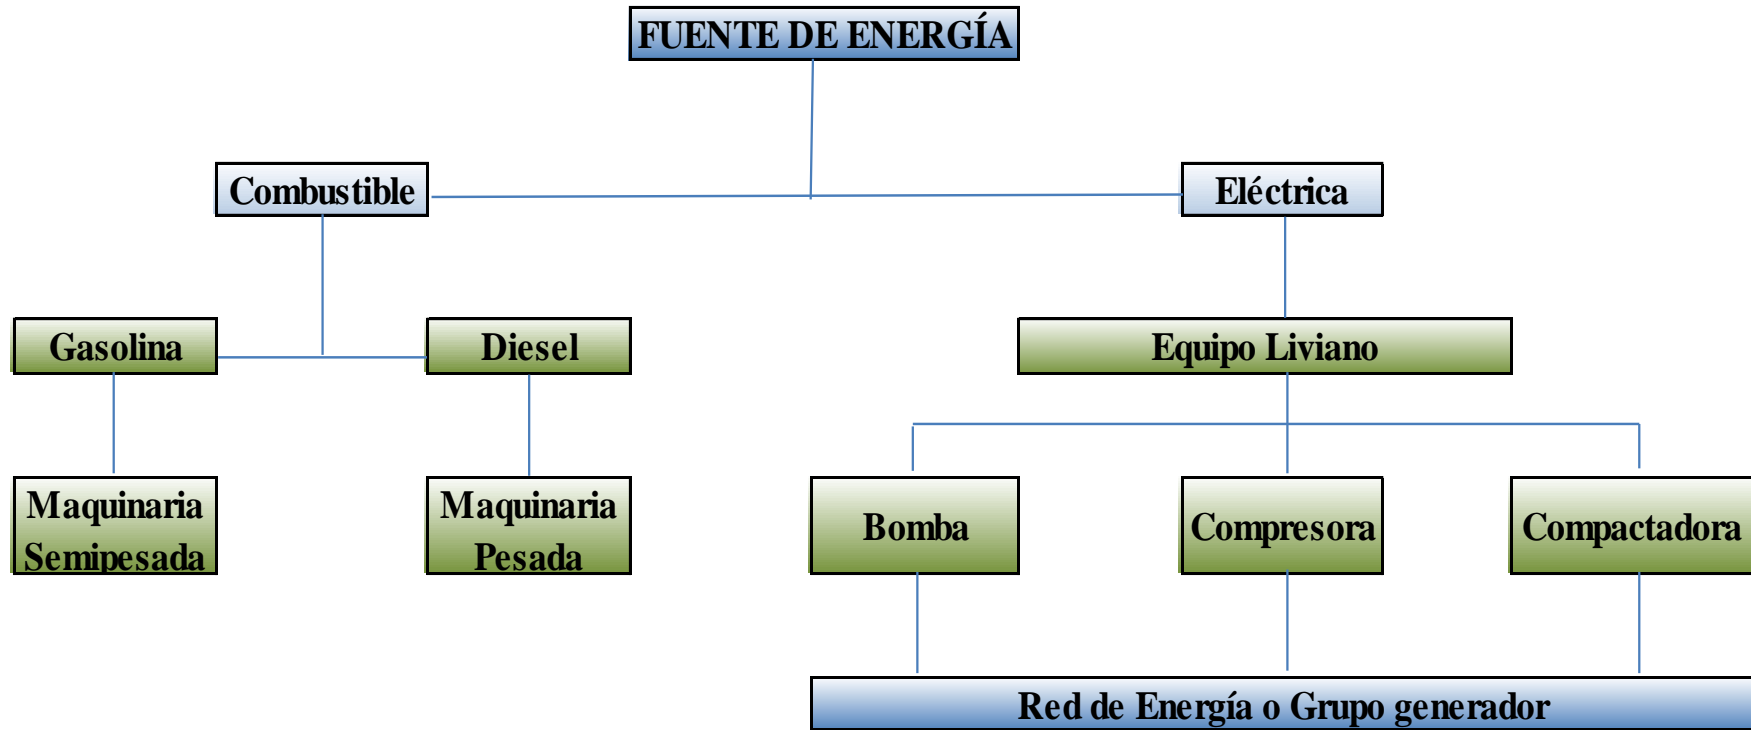 FUENTE DE ENERGÍA
Combustible
Eléctrica
Gasolina
Diesel
Equipo Liviano
Maquinaria
Semipesada
Maquinaria
Pesada
Bomba
Compresora
Compactadora
Red de Energía o Grupo generador